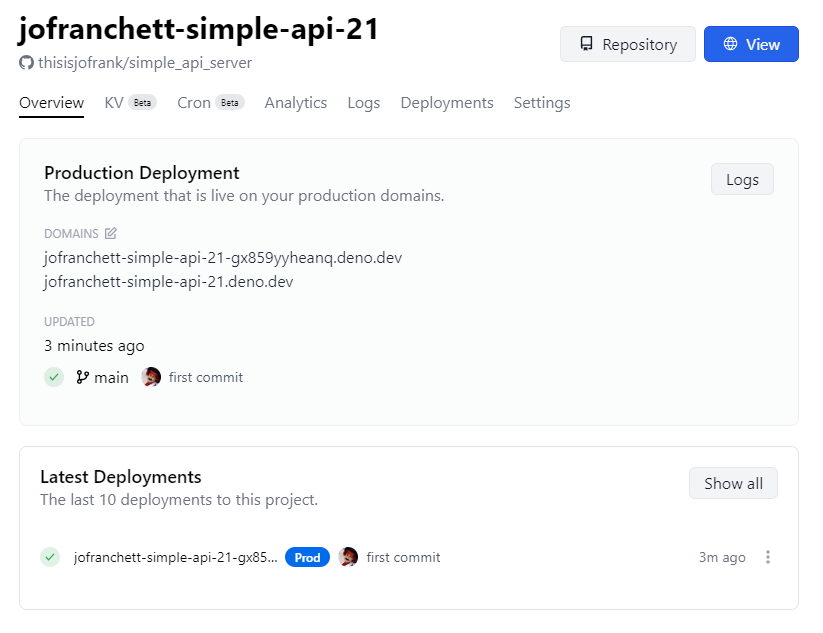 jofranchett-simple-api-21
thisisjofrank/simple_api_server
Repository
View
Overview KV Beta Cron Beta Analytics Logs Deployments Settings
Production Deployment
The deployment that is live on your production domains.
Logs
DOMAINS
jofranchett-simple-api-21-gx859yyheanq.deno.dev
jofranchett-simple-api-21.deno.dev
UPDATED
3 minutes ago
main first commit
Latest Deployments
The last 10 deployments to this project.
Show all
jofranchett-simple-api-21-gx85... Prod first commit 3m ago